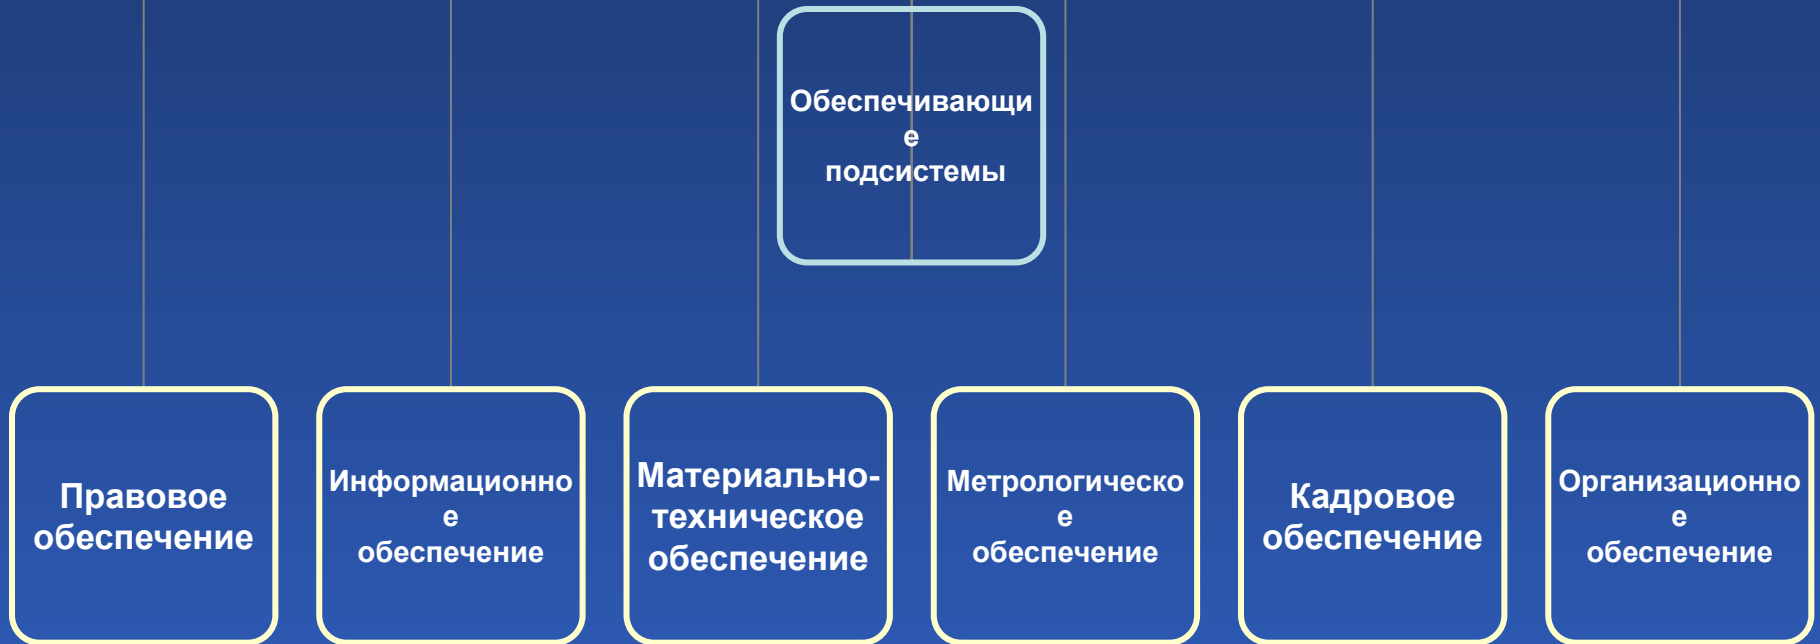 Обеспечивающи
е
подсистемы
Правовое
обеспечение
Информационно
е
обеспечение
Материально-
техническое
обеспечение
Метрологическо
е
обеспечение
Кадровое
обеспечение
Организационно
е
обеспечение